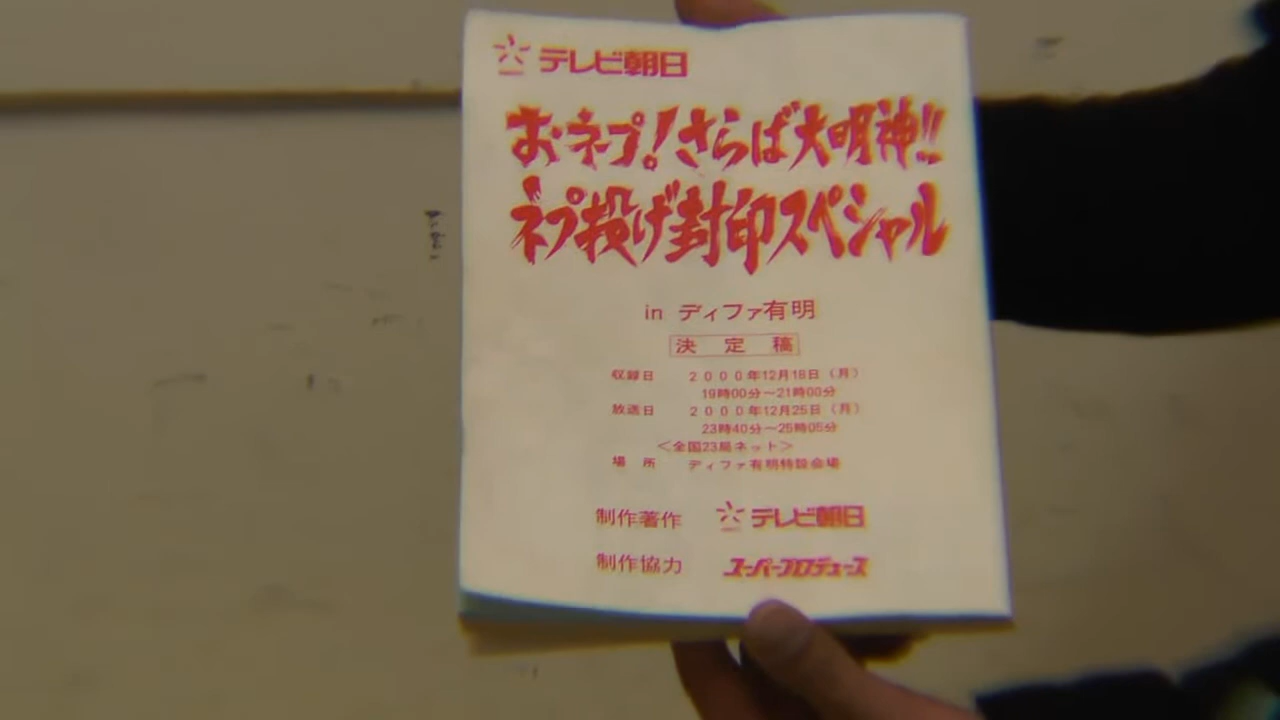 テレビ朝日
おネプ!さらば大明神!!
ネプ投げ封印スペシャル
in ディファ有明
決定稿
収録日 2000年12月18日(月)
19時00分〜21時00分
放送日 2000年12月25日(月)
23時40分〜25時05分
<全国23局ネット>
場所 ディファ有明特設会場
制作著作 テレビ朝日
制作協力 スーパープロデュース